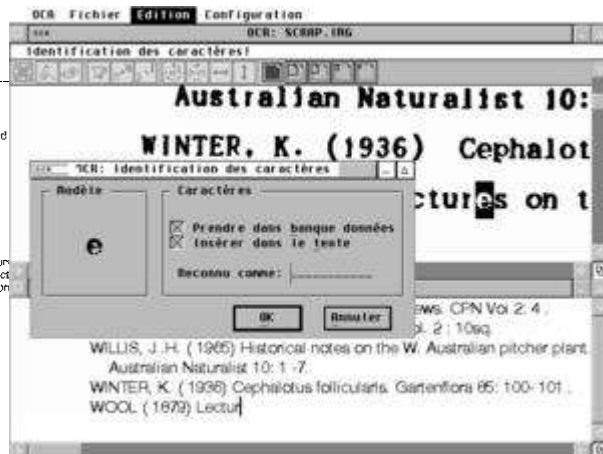 OCR Fichier Edition Configuration
OCR: SCRAP.IMG
Identification des caractères!
Australian Naturalist 10:
WINTER, K. (1936) Cephalot
ctures on t
OCR: Identification des caractères
Modèle
e
Caractères
Prendre dans banque données
Insérer dans le texte
Reconnu comme:
OK
Annuler
ews. CPN Vol 2: 4 .
ol. 2 : 10sq.
WILLIS, J .H. ( 1965) Historical notes on the W. Australian pitcher plant.
Australian Naturalist 10: 1 -7.
WINTER, K. ( 1936) Cephalotus follicularis. Gartenflora 85: 100- 101 .
WOOL ( 1879) Lectur